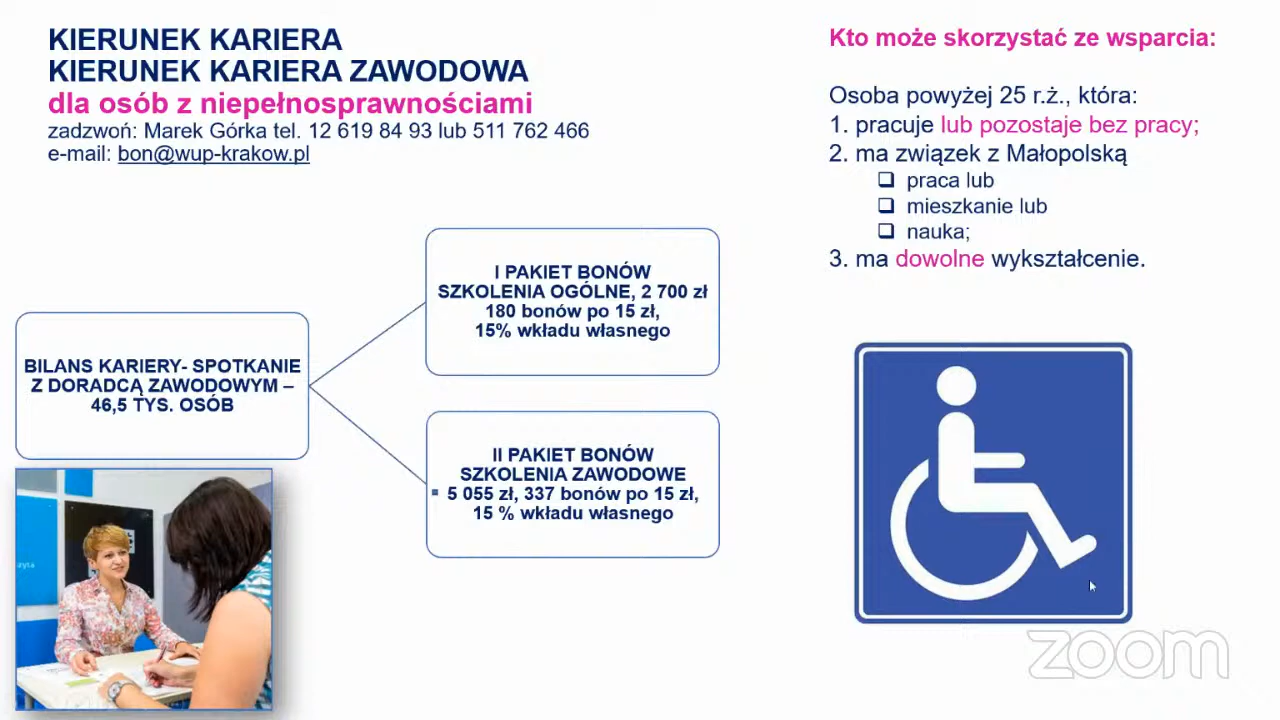 KIERUNEK KARIERA
KIERUNEK KARIERA ZAWODOWA
dla osób z niepełnosprawnościami
zadzwoń: Marek Górka tel. 12 619 84 93 lub 511 762 466
e-mail: bon@wup-krakow.pl
BILANS KARIERY- SPOTKANIE
Z DORADCĄ ZAWODOWYM –
46,5 TYS. OSÓB
I PAKIET BONÓW
SZKOLENIA OGÓLNE, 2 700 zł
180 bonów po 15 zł,
15% wkładu własnego
II PAKIET BONÓW
SZKOLENIA ZAWODOWE
▪ 5 055 zł, 337 bonów po 15 zł,
15 % wkładu własnego
Kto może skorzystać ze wsparcia:
Osoba powyżej 25 r.ż., która:
1. pracuje lub pozostaje bez pracy;
2. ma związek z Małopolską
❑ praca lub
❑ mieszkanie lub
❑ nauka;
3. ma dowolne wykształcenie.
zoom